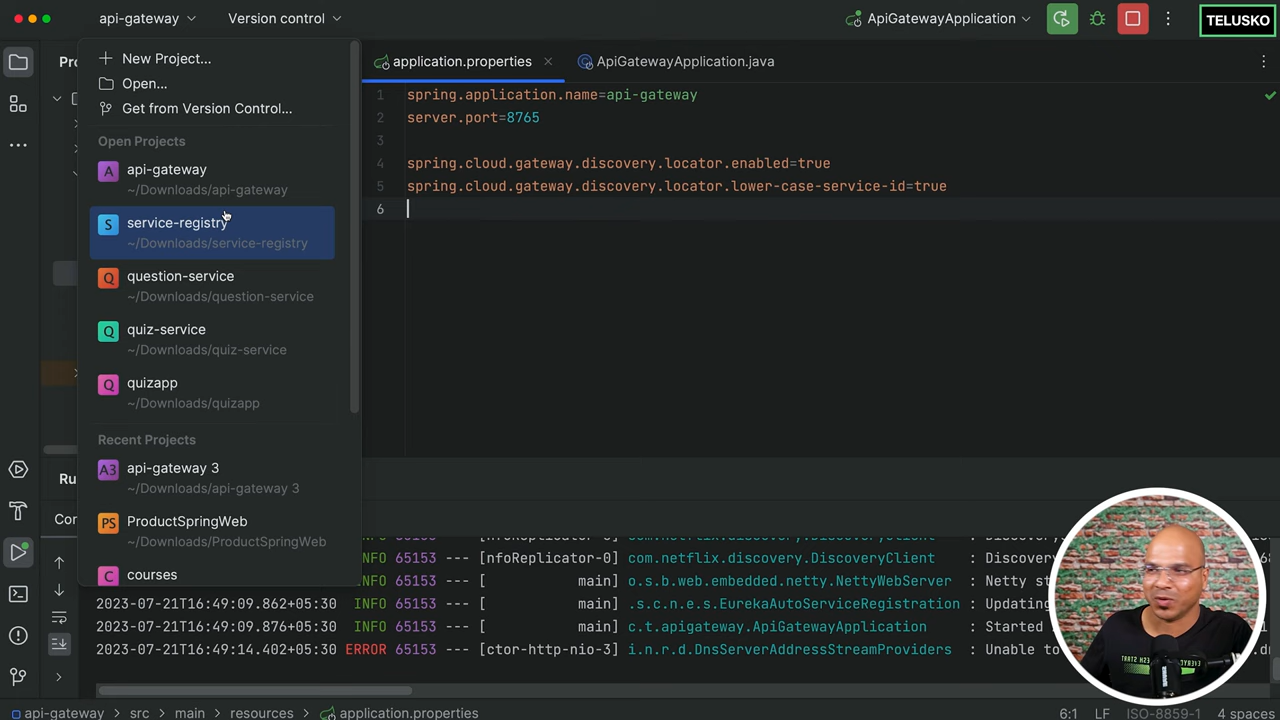 api-gateway
Version control
ApiGatewayApplication
TELUSKO
New Project...
Open...
Get from Version Control...
Open Projects
A
api-gateway
~/Downloads/api-gateway
S
service-registry
~/Downloads/service-registry
Q
question-service
~/Downloads/question-service
Q
quiz-service
~/Downloads/quiz-service
Q
quizapp
~/Downloads/quizapp
Recent Projects
A3
api-gateway 3
~/Downloads/api-gateway 3
PS
ProductSpringWeb
~/Downloads/ProductSpringWeb
C
courses
Pro
application.properties
ApiGatewayApplication.java
1 spring.application.name=api-gateway
2 server.port=8765
3
4 spring.cloud.gateway.discovery.locator.enabled=true
5 spring.cloud.gateway.discovery.locator.lower-case-service-id=true
6
Ru
Cor
INFO 65153 --- [nfoReplicator-0] com.netflix.discovery.DiscoveryClient : Discove
INFO 65153 --- [ main] o.s.b.web.embedded.netty.NettyWebServer : Netty st
2023-07-21T16:49:09.862+05:30 INFO 65153 --- [ main] .s.c.n.e.s.EurekaAutoServiceRegistration : Updating
2023-07-21T16:49:09.876+05:30 INFO 65153 --- [ main] c.t.apigateway.ApiGatewayApplication : Started
2023-07-21T16:49:14.402+05:30 ERROR 65153 --- [ctor-http-nio-3] i.n.r.d.DnsServerAddressStreamProviders : Unable to
api-gateway > src > main > resources > application.properties
6:1 LF ISO-8859-1 4 spaces